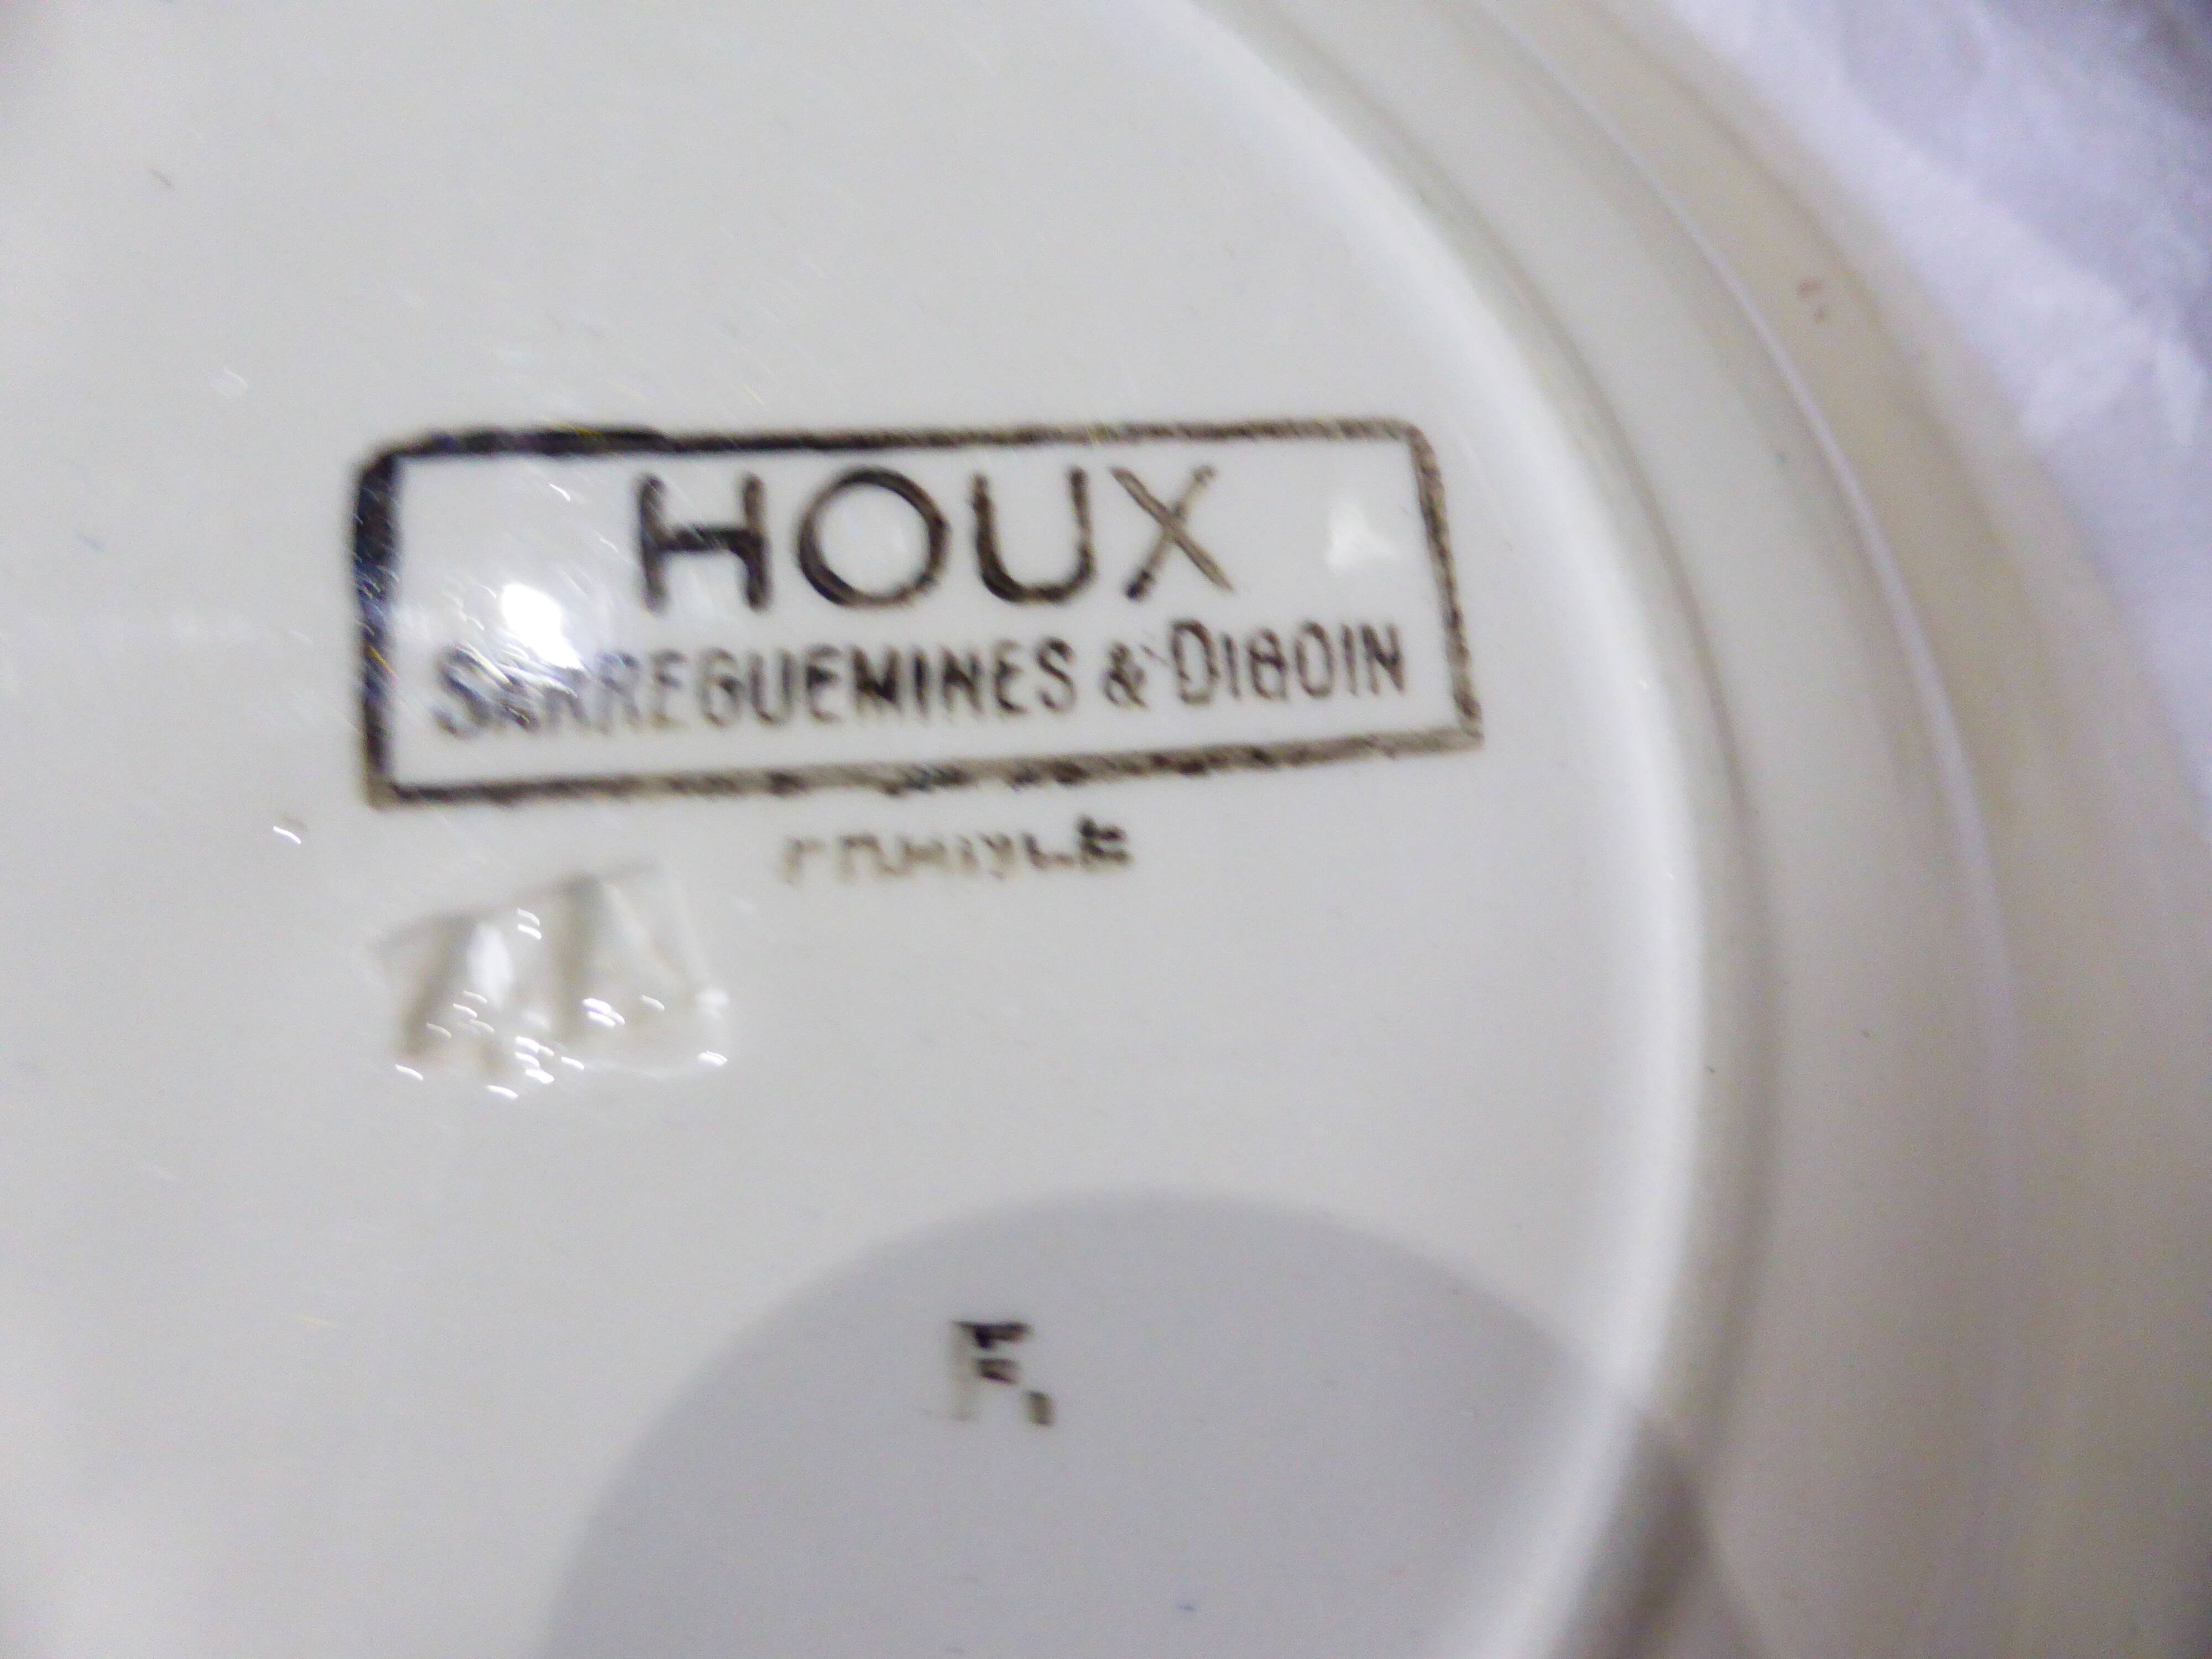 HOUX
SARREGUEMINES & DIGOIN
FRANCE
F.